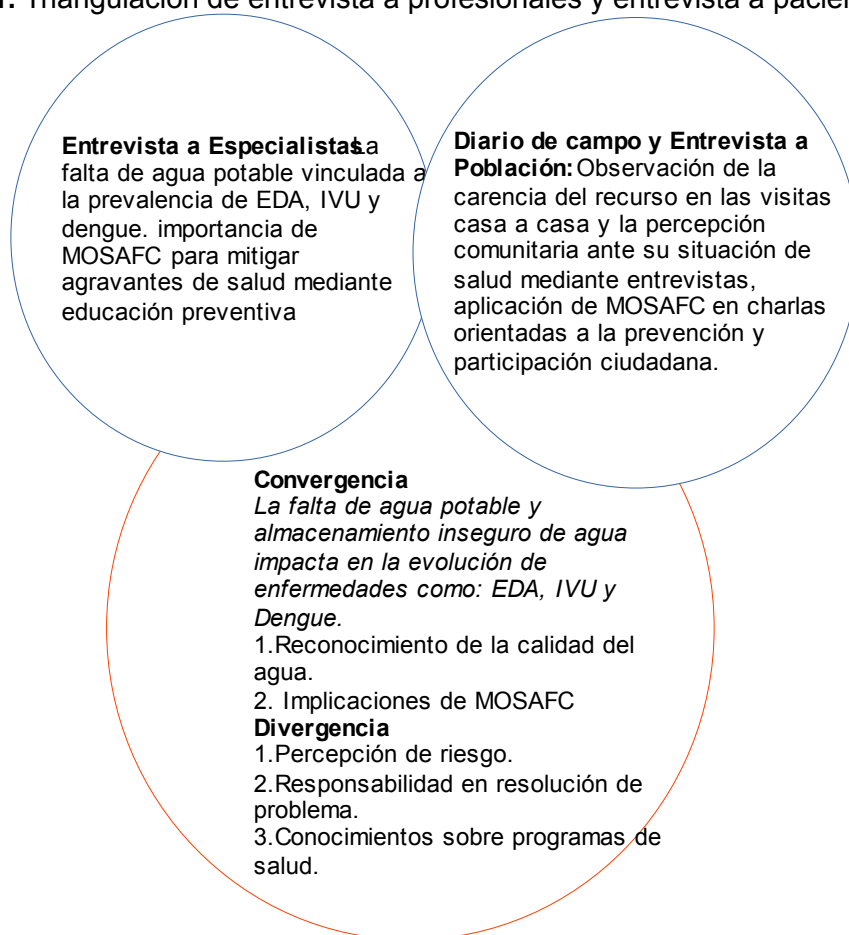 : Triangulación de entrevista a profesionales y entrevista a pacien
Entrevista a Especialistas a
falta de agua potable vinculada a
la prevalencia de EDA, IVU y
dengue. importancia de
MOSAFC para mitigar
agravantes de salud mediante
educación preventiva
Diario de campo y Entrevista a
Población: Observación de la
carencia del recurso en las visitas
casa a casa y la percepción
comunitaria ante su situación de
salud mediante entrevistas,
aplicación de MOSAFC en charlas
orientadas a la prevención y
participación ciudadana.
Convergencia
La falta de agua potable y
almacenamiento inseguro de agua
impacta en la evolución de
enfermedades como: EDA, IVU y
Dengue.
1.Reconocimiento de la calidad del
agua.
2. Implicaciones de MOSAFC
Divergencia
1.Percepción de riesgo.
2.Responsabilidad en resolución de
problema.
3.Conocimientos sobre programas de
salud.